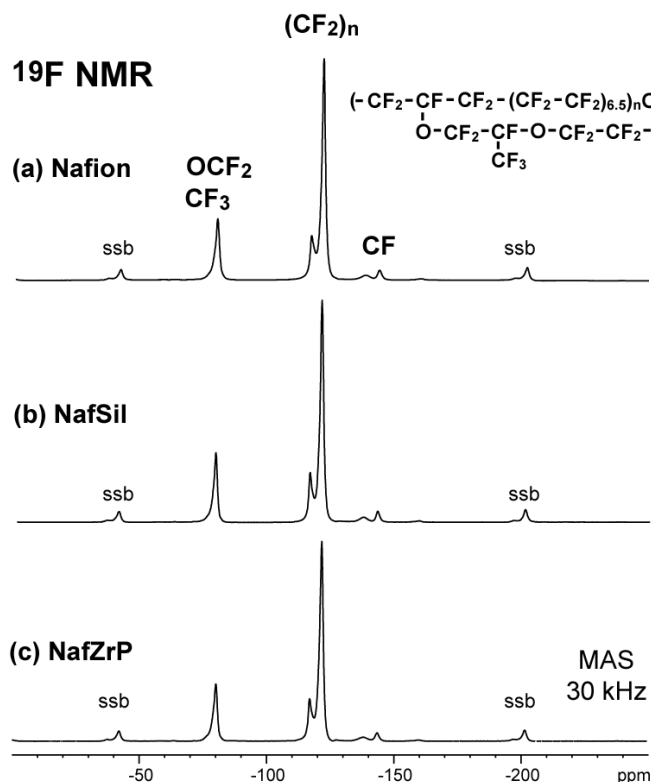 (CF2)n
19F NMR
(-CF2-CF-CF2-(CF2-CF2)6.5)nC
O-CF2-CF-O-CF2-CF2-
CF3
(a) Nafion
OCF2
CF3
ssb
CF
ssb
(b) NafSil
ssb
ssb
(c) NafZrP
MAS
30 kHz
ssb
ssb
-50 -100 -150 -200 ppm